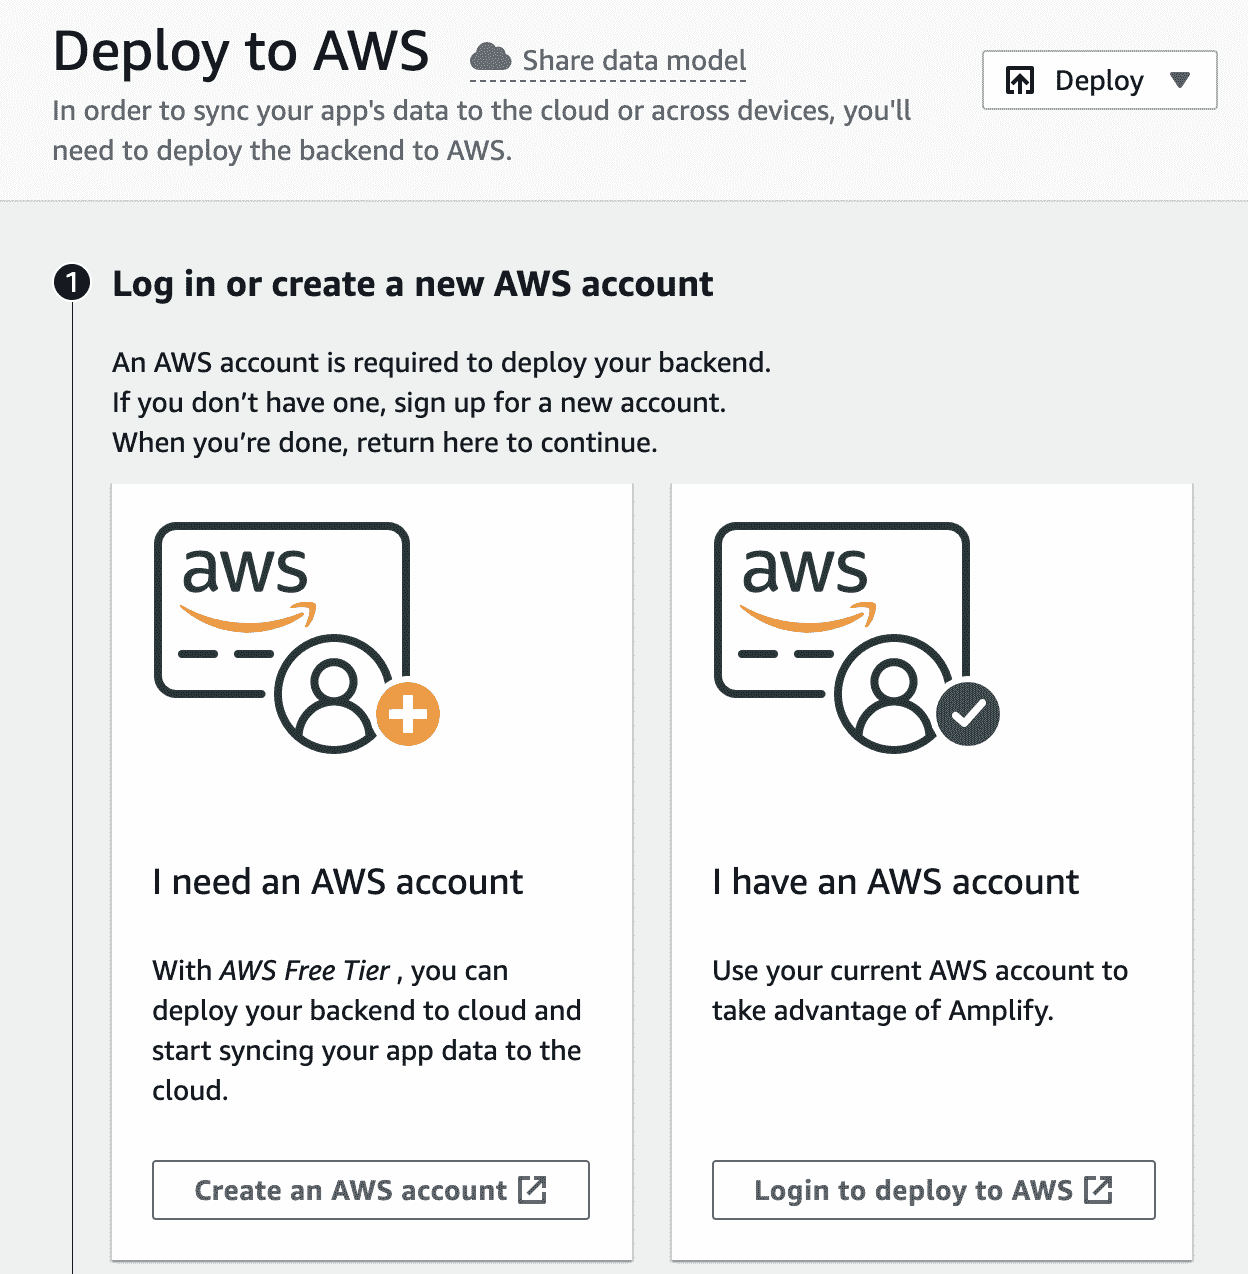 Deploy to AWS
Share data model
Deploy
In order to sync your app's data to the cloud or across devices, you'll
need to deploy the backend to AWS.
1
Log in or create a new AWS account
An AWS account is required to deploy your backend.
If you don’t have one, sign up for a new account.
When you’re done, return here to continue.
aws
I need an AWS account
With AWS Free Tier , you can
deploy your backend to cloud and
start syncing your app data to the
cloud.
Create an AWS account
aws
I have an AWS account
Use your current AWS account to
take advantage of Amplify.
Login to deploy to AWS